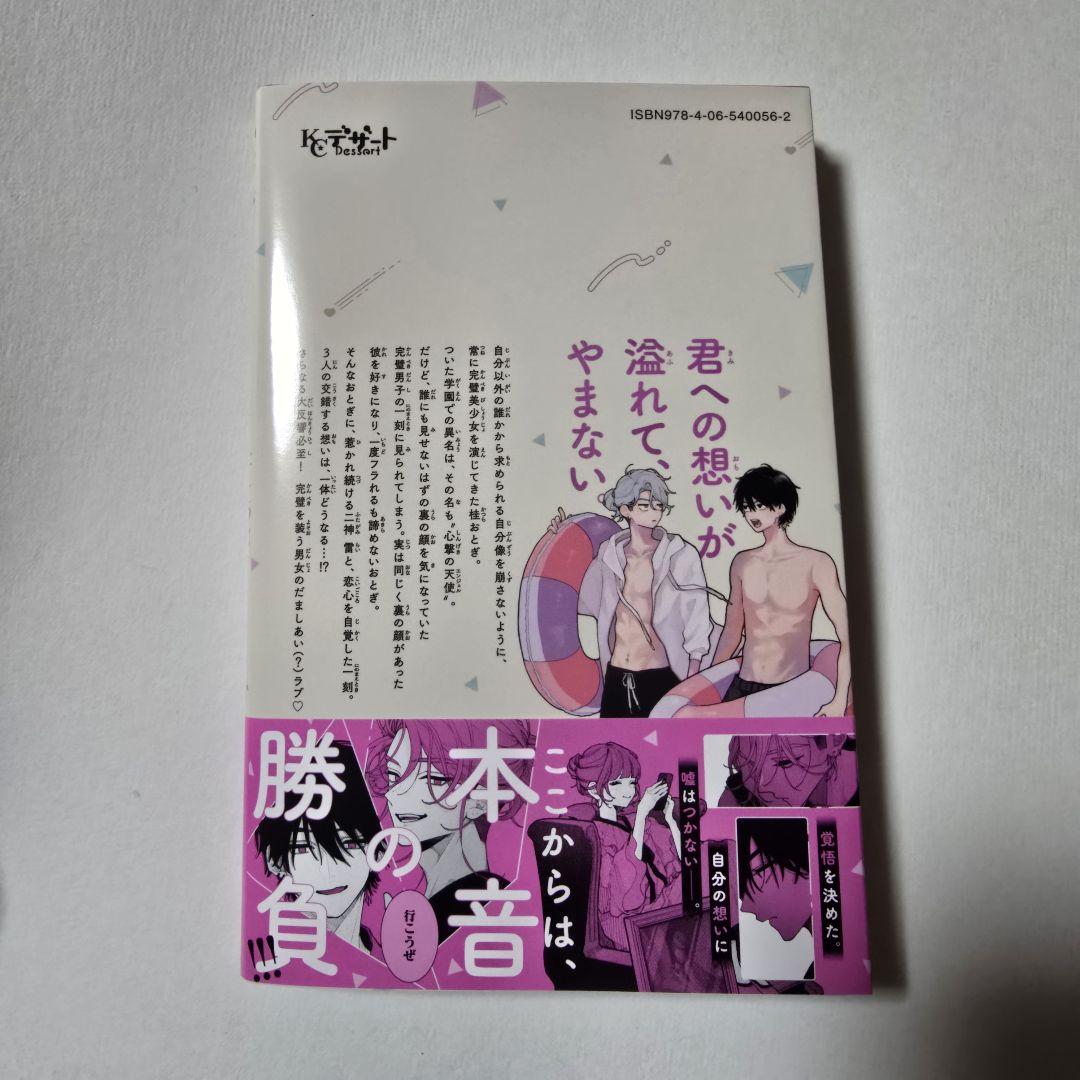 ISBN978-4-06-540056-2
KCデザート
Dessert
君への想いが
溢れて、
やまない
自分以外の誰かから求められる自分像を崩さないように、
常に完璧美少女を演じてきた桂おとぎ。
ついた学園での異名は、その名も〝心撃の天使〟。
だけど、誰にも見せないはずの裏の顔を気になっていた
完璧男子の一刻に見られてしまう。実は同じく裏の顔があった
彼を好きになり、一度フラれるも諦めないおとぎ。
そんなおとぎに、惹かれ続ける二神 雷と、恋心を自覚した一刻。
3人の交錯する想いは、一体どうなる…!?
さらなる大反響必至! 完璧を装う男女のだましあい(?)ラブ♡
覚悟を決めた。
自分の想いに
嘘はつかない――。
ここからは、
本音
の
勝負!!!
行こうぜ